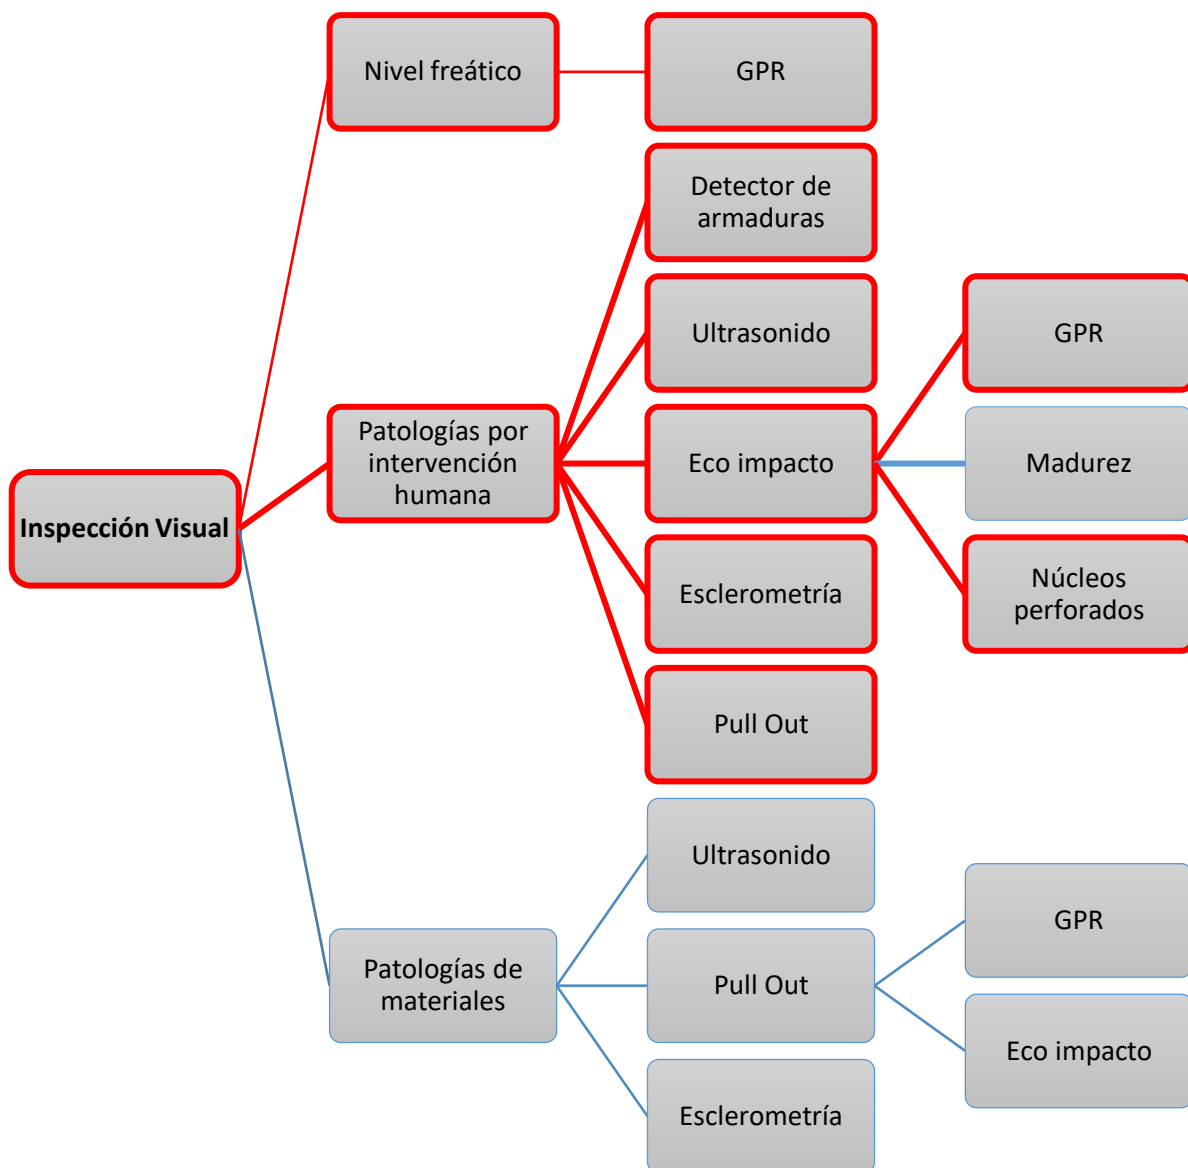 Nivel freático
GPR
Detector de
armaduras
Ultrasonido
GPR
Patologías por
intervención
humana
Eco impacto
Madurez
Inspección Visual
Esclerometría
Núcleos
perforados
Pull Out
Ultrasonido
GPR
Patologías de
materiales
Pull Out
Eco impacto
Esclerometría